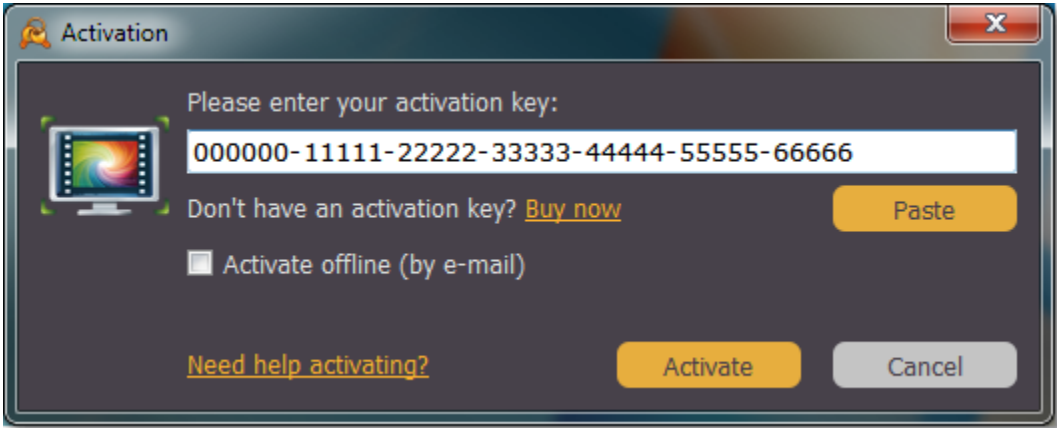 Activation
Please enter your activation key:
000000-11111-22222-33333-44444-55555-66666
Don't have an activation key? Buy now
Paste
Activate offline (by e-mail)
Need help activating?
Activate
Cancel